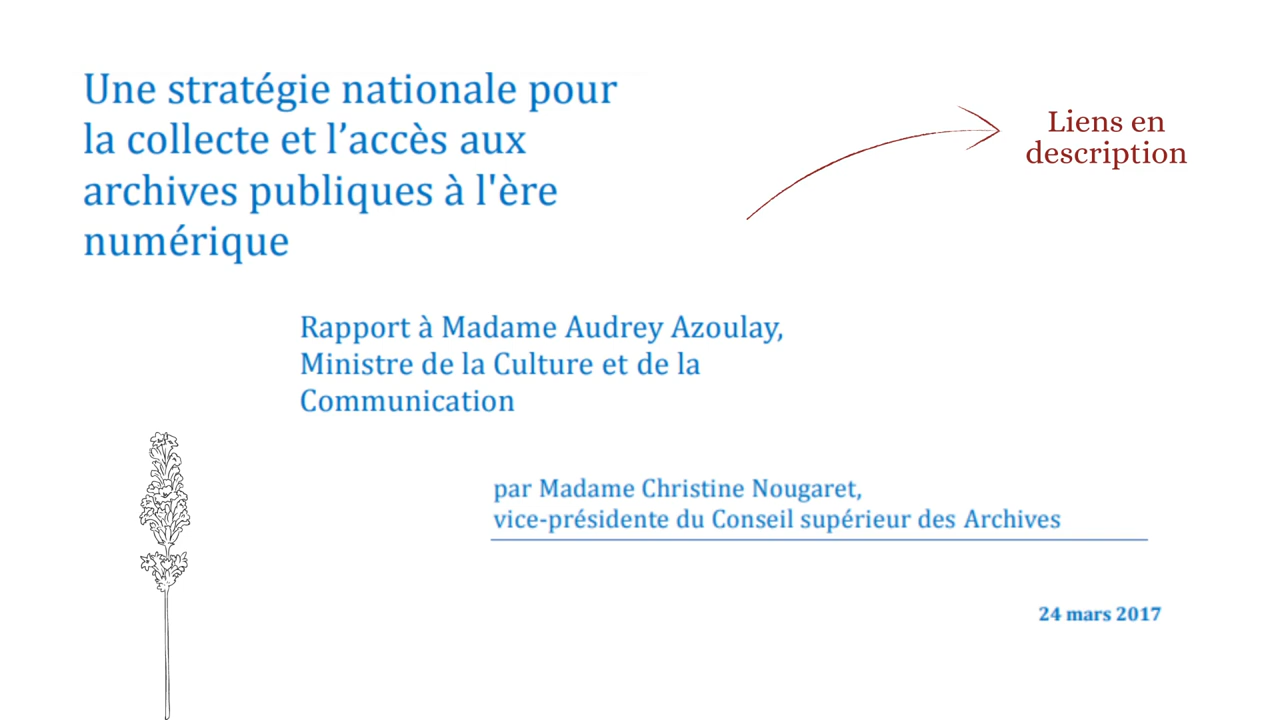 Une stratégie nationale pour
la collecte et l’accès aux
archives publiques à l'ère
numérique
Liens en
description
Rapport à Madame Audrey Azoulay,
Ministre de la Culture et de la
Communication
par Madame Christine Nougaret,
vice-présidente du Conseil supérieur des Archives
24 mars 2017